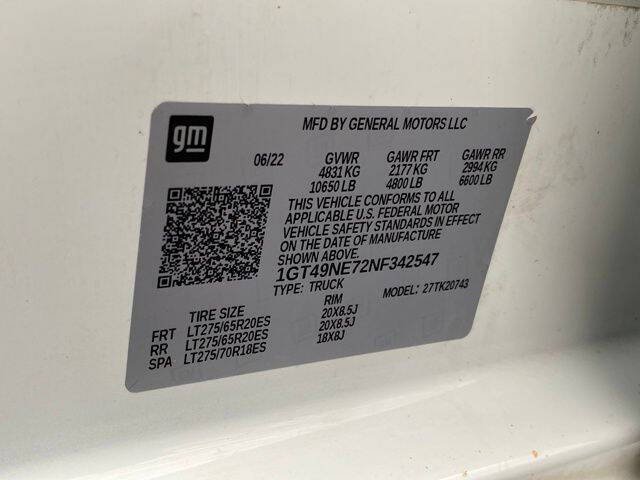 gm
MFD BY GENERAL MOTORS LLC
06/22 GVWR GAWR FRT GAWR RR
4831 KG 2177 KG 2994 KG
10650 LB 4800 LB 6600 LB
THIS VEHICLE CONFORMS TO ALL
APPLICABLE U.S. FEDERAL MOTOR
VEHICLE SAFETY STANDARDS IN EFFECT
ON THE DATE OF MANUFACTURE
SHOWN ABOVE.
1GT49NE72NF342547
TYPE: TRUCK MODEL: 27TK20743
TIRE SIZE RIM
FRT LT275/65R20ES 20X8.5J
RR LT275/65R20ES 20X8.5J
SPA LT275/70R18ES 18X8J